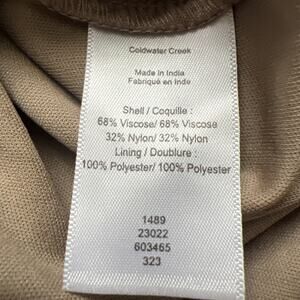 Coldwater Creek
Made in India
Fabriqué en Inde
Shell / Coquille :
68% Viscose/ 68% Viscose
32% Nylon/ 32% Nylon
Lining / Doublure :
100% Polyester/ 100% Polyester
1489
23022
603465
323